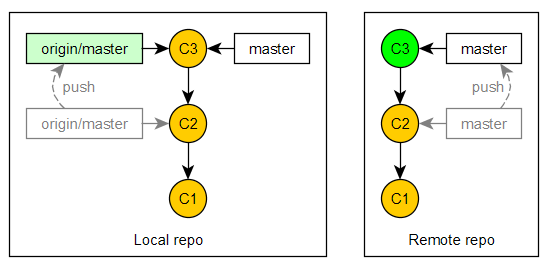 origin/master
C3
master
push
origin/master
C2
C1
Local repo
C3
master
push
C2
master
C1
Remote repo